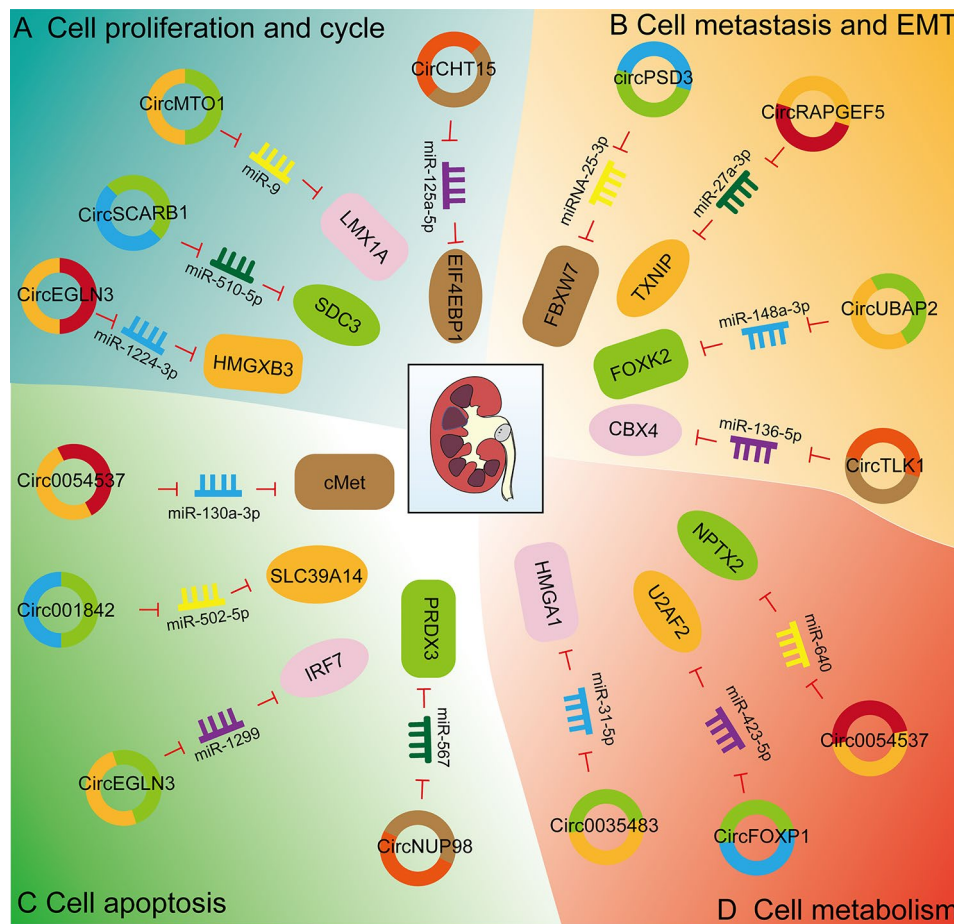 A Cell proliferation and cycle
CirCHT15
miR-125a-5p
EIF4EBP1
CircMTO1
miR-9
LMX1A
CircSCARB1
miR-510-5p
SDC3
CircEGLN3
miR-1224-3p
HMGXB3
B Cell metastasis and EMT
circPSD3
miRNA-25-3p
FBXW7
CircRAPGEF5
miR-27a-3p
TXNIP
CircUBAP2
miR-148a-3p
FOXK2
CircTLK1
miR-136-5p
CBX4
Circ0054537
miR-130a-3p
cMet
Circ001842
miR-502-5p
SLC39A14
CircEGLN3
miR-1299
IRF7
CircNUP98
miR-567
PRDX3
C Cell apoptosis
HMGA1
miR-31-5p
Circ0035483
U2AF2
miR-423-5p
CircFOXP1
NPTX2
miR-640
Circ0054537
D Cell metabolism